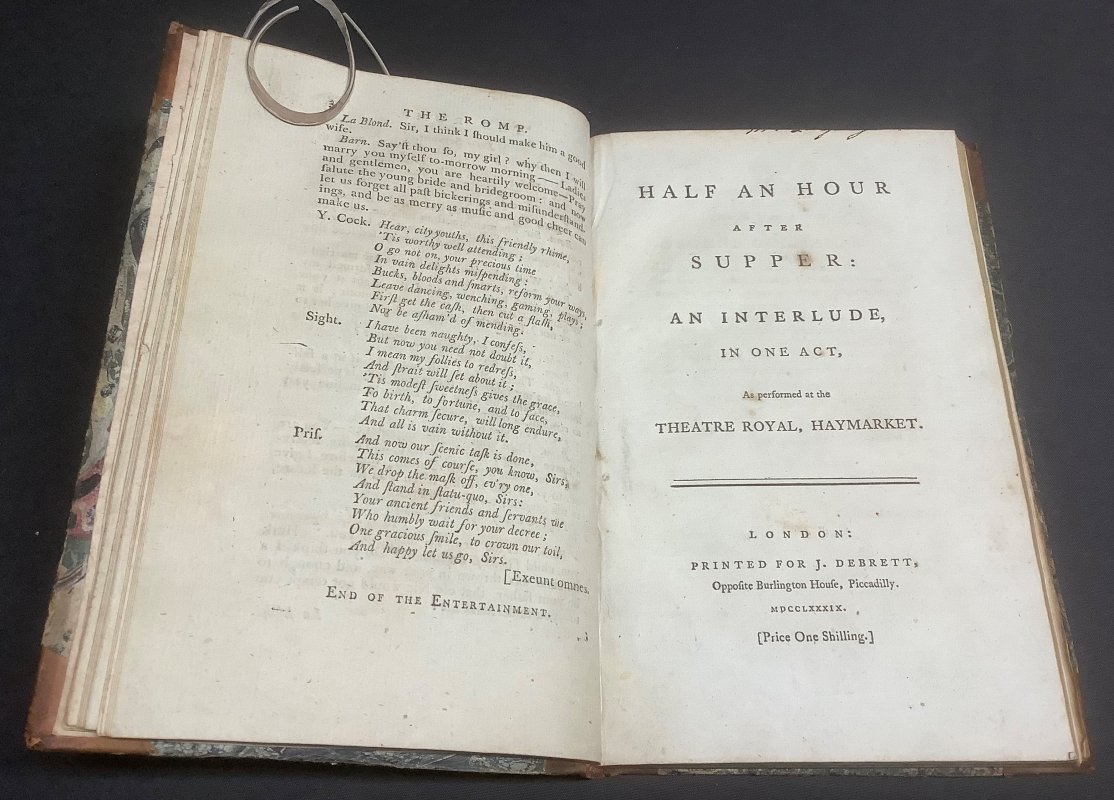 THE ROMP.
La Blond. Sir, I think I ſhould make him a good
wife.
Barn. Say'ſt thou ſo, my girl? why then I will
marry you myſelf to-morrow morning—Ladies
and gentlemen, you are heartily welcome—Pray
ſalute the young bride and bridegroom: and now
let us forget all paſt bickerings and miſunderſtand-
ings, and be as merry as muſic and good cheer can
make us.
Y. Cock. Hear, city youths, this friendly rhime,
'Tis worthy well attending;
O go not on, your precious time
In vain delights miſpending:
Bucks, bloods and ſmarts, reform your ways,
Leave dancing, wenching, gaming, plays;
Firſt get the caſh, then cut a ſlaſh,
Nor be aſham'd of mending.
Sight. I have been naughty, I confeſs,
But now you need not doubt it,
I mean my follies to redreſs,
And ſtrait will ſet about it;
'Tis modeſt ſweetneſs gives the grace,
To birth, to fortune, and to face,
That charm ſecure, will long endure,
And all is vain without it.
Priſ. And now our ſcenic taſk is done,
This comes of courſe, you know, Sirs,
We drop the maſk off, ev'ry one,
And ſtand in ſtatu-quo, Sirs:
Your ancient friends and ſervants we
Who humbly wait for your decree;
One gracious ſmile, to crown our toil,
And happy let us go, Sirs.
[Exeunt omnes.
END OF THE ENTERTAINMENT.
HALF AN HOUR
AFTER
SUPPER:
AN INTERLUDE,
IN ONE ACT,
As performed at the
THEATRE ROYAL, HAYMARKET.
LONDON:
PRINTED FOR J. DEBRETT,
Oppoſite Burlington Houſe, Piccadilly.
MDCCLXXXIX.
[Price One Shilling.]